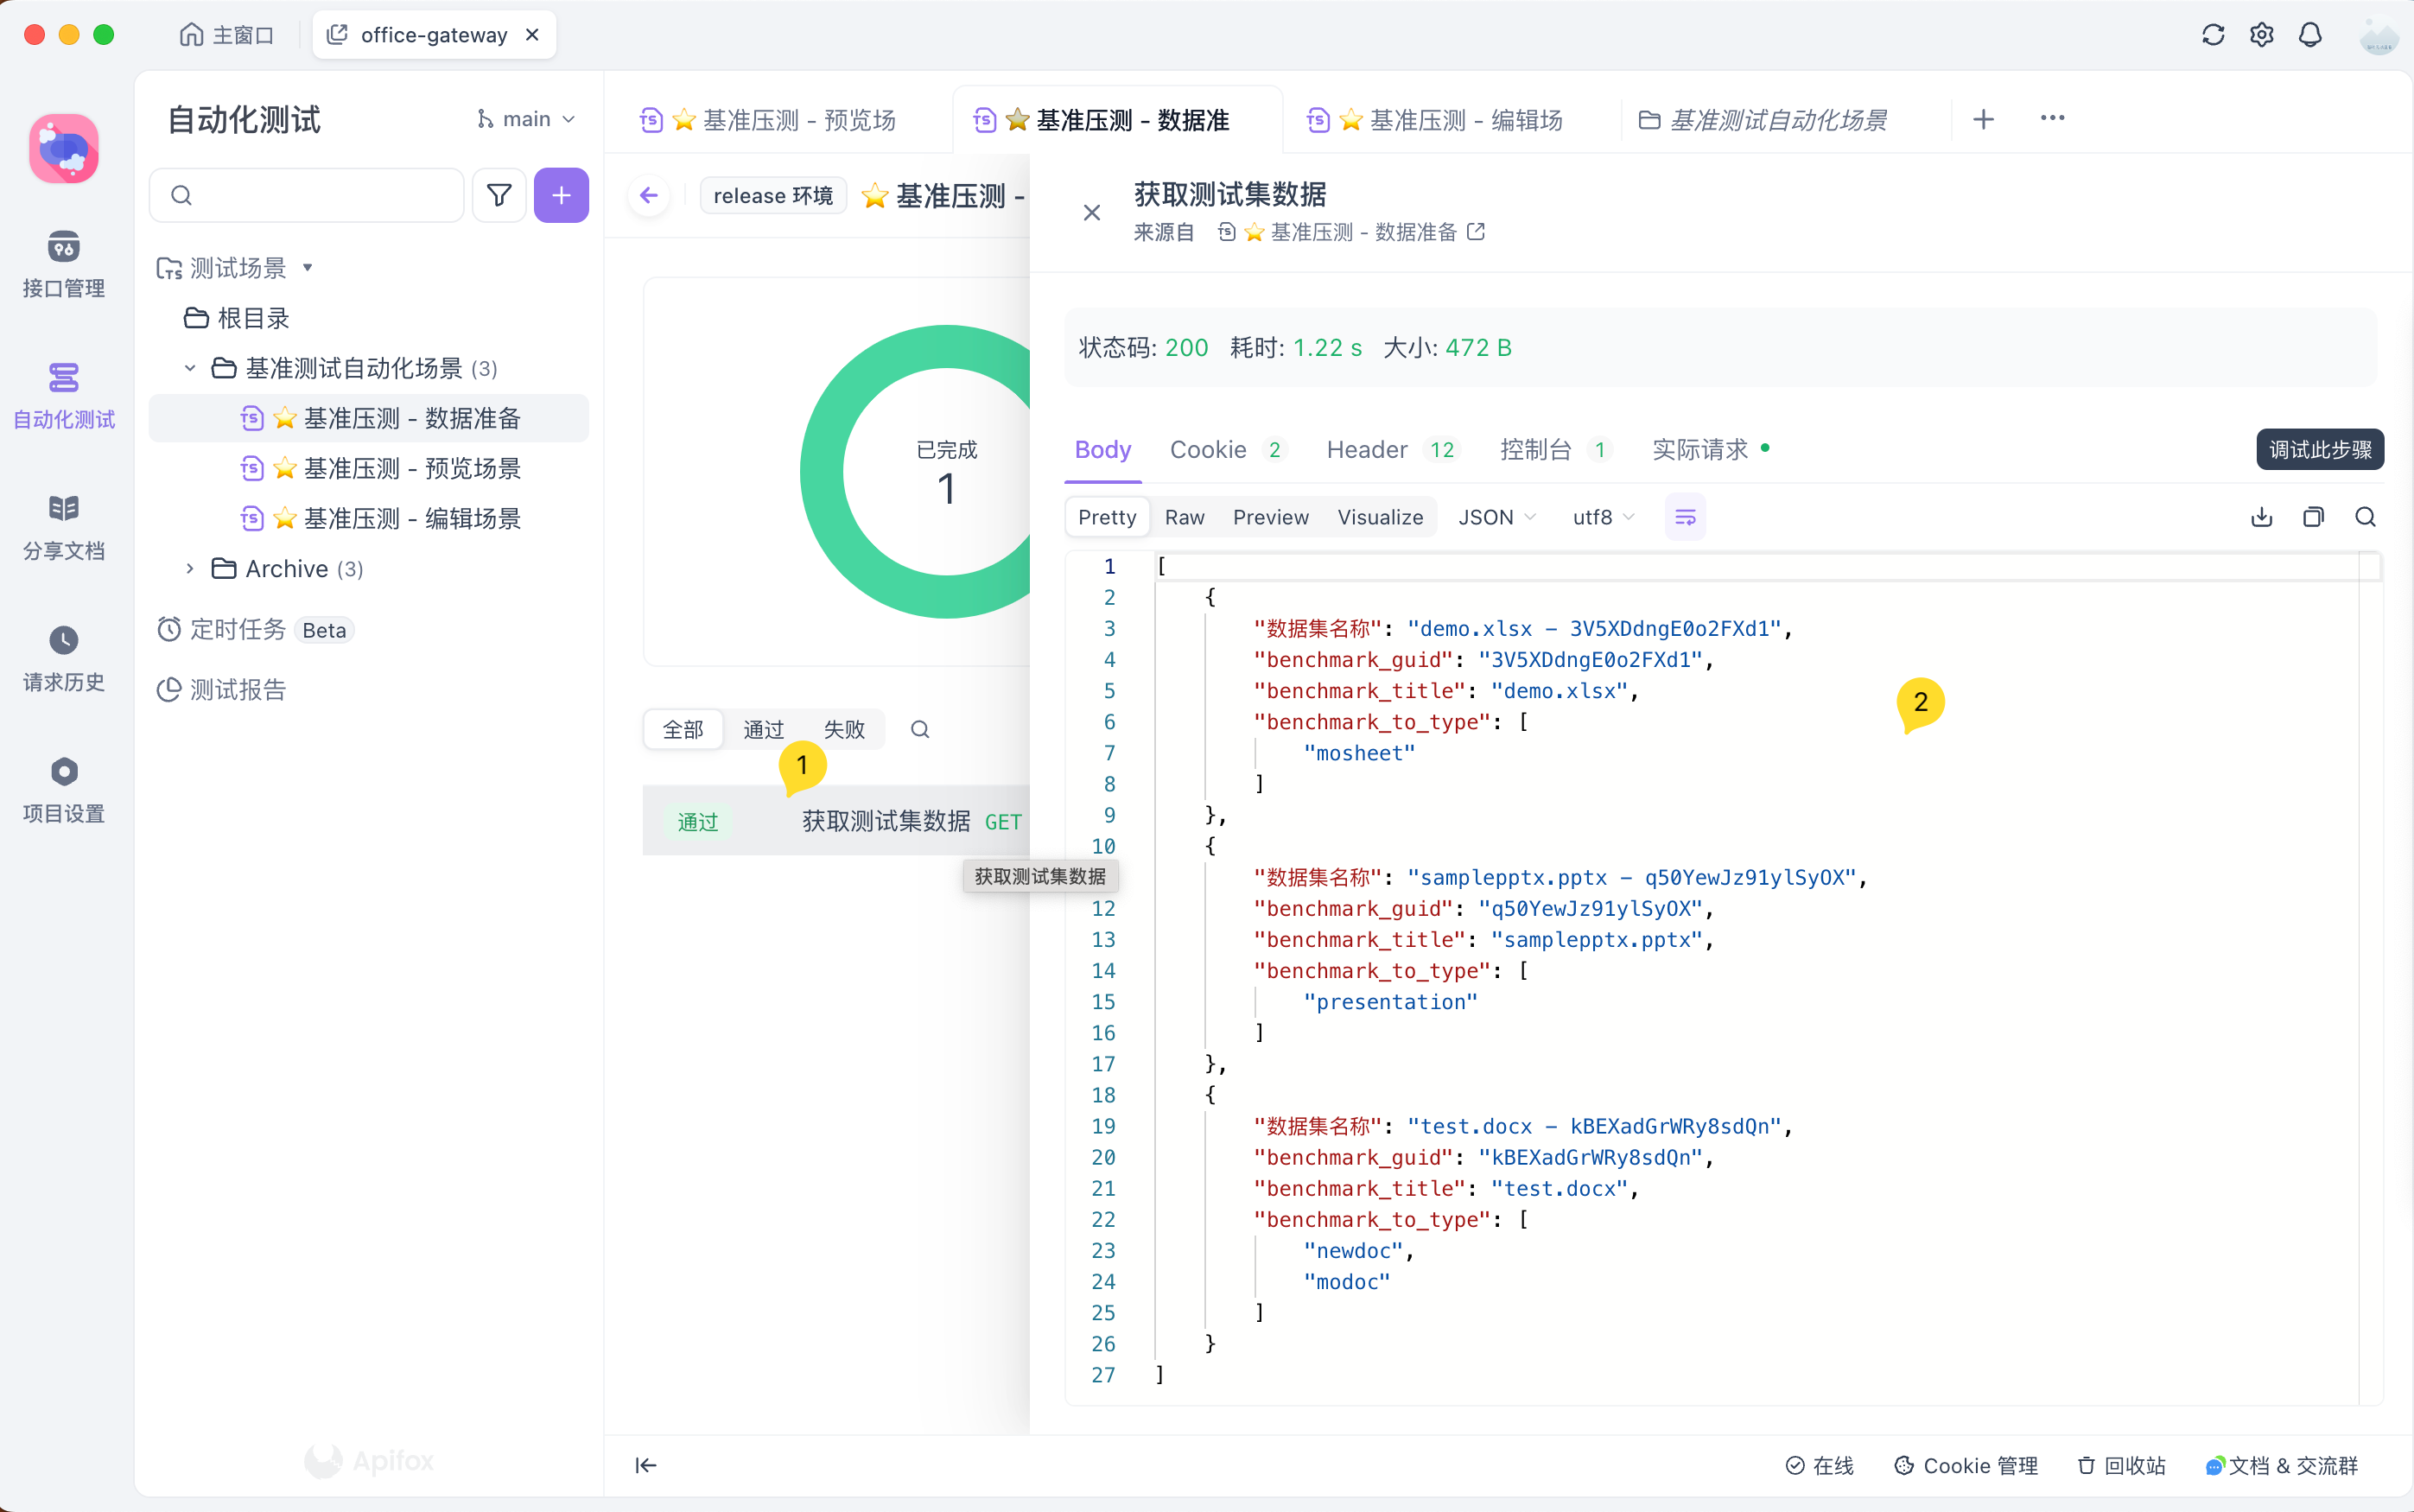 主窗口
office-gateway
自动化测试
main
接口管理
自动化测试
分享文档
请求历史
项目设置
测试场景
根目录
基准测试自动化场景 (3)
基准压测 - 数据准备
基准压测 - 预览场景
基准压测 - 编辑场景
Archive (3)
定时任务 Beta
测试报告
Apifox
基准压测 - 预览场
基准压测 - 数据准
基准压测 - 编辑场
基准测试自动化场景
release 环境
基准压测 -
已完成
1
全部 通过 失败
1
通过 获取测试集数据 GET
获取测试集数据
获取测试集数据
来源自 基准压测 - 数据准备
状态码: 200 耗时: 1.22 s 大小: 472 B
Body Cookie 2 Header 12 控制台 1 实际请求
调试此步骤
Pretty Raw Preview Visualize JSON utf8
1 [
2 {
3 "数据集名称": "demo.xlsx - 3V5XDdngE0o2FXd1",
4 "benchmark_guid": "3V5XDdngE0o2FXd1",
5 "benchmark_title": "demo.xlsx",
6 "benchmark_to_type": [
7 "mosheet"
8 ]
9 },
10 {
"数据集名称": "samplepptx.pptx - q50YewJz91ylSyOX",
12 "benchmark_guid": "q50YewJz91ylSyOX",
13 "benchmark_title": "samplepptx.pptx",
14 "benchmark_to_type": [
15 "presentation"
16 ]
17 },
18 {
19 "数据集名称": "test.docx - kBEXadGrWRy8sdQn",
20 "benchmark_guid": "kBEXadGrWRy8sdQn",
21 "benchmark_title": "test.docx",
22 "benchmark_to_type": [
23 "newdoc",
24 "modoc"
25 ]
26 }
27 ]
2
在线
Cookie 管理
回收站
文档 & 交流群